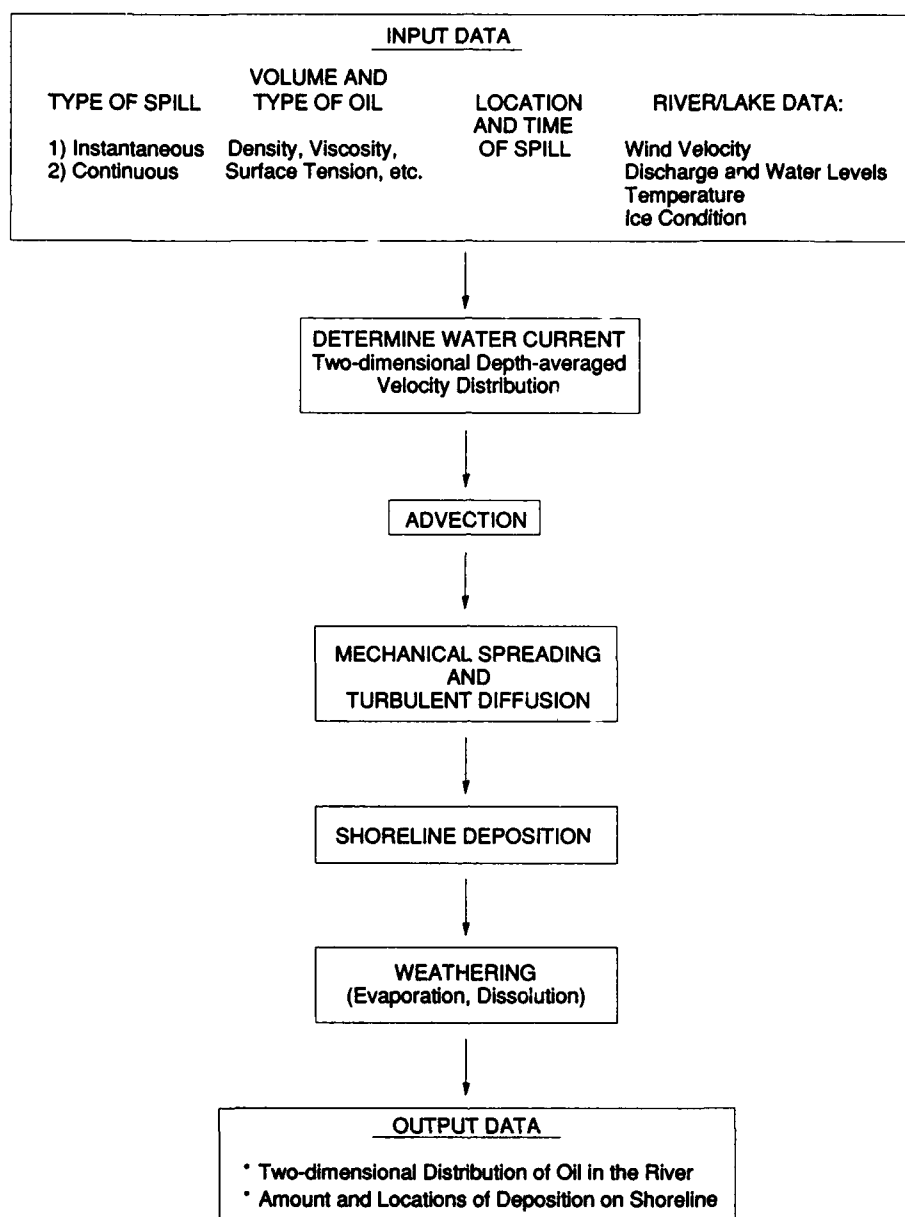 INPUT DATA
TYPE OF SPILL
1) Instantaneous
2) Continuous
VOLUME AND
TYPE OF OIL
Density, Viscosity,
Surface Tension, etc.
LOCATION
AND TIME
OF SPILL
RIVER/LAKE DATA:
Wind Velocity
Discharge and Water Levels
Temperature
Ice Condition
DETERMINE WATER CURRENT
Two-dimensional Depth-averaged
Velocity Distribution
ADVECTION
MECHANICAL SPREADING
AND
TURBULENT DIFFUSION
SHORELINE DEPOSITION
WEATHERING
(Evaporation, Dissolution)
OUTPUT DATA
* Two-dimensional Distribution of Oil in the River
* Amount and Locations of Deposition on Shoreline